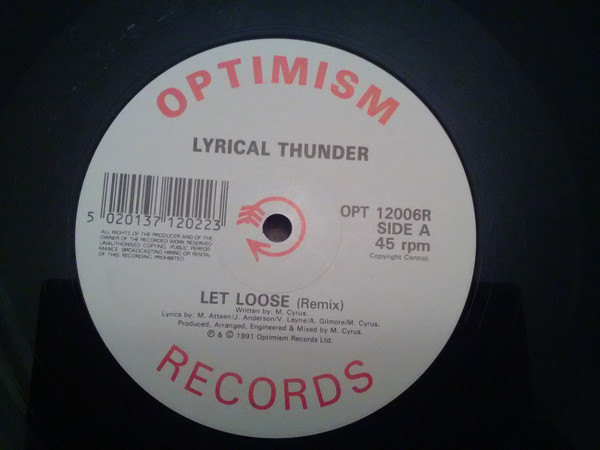 OPTIMISM
LYRICAL THUNDER
5 020137 120223
ALL RIGHTS OF THE PRODUCER AND OF THE
OWNER OF THE RECORDED WORK RESERVED
UNAUTHORISED COPYING, PUBLIC PERFOR-
MANCE, BROADCASTING HIRING OR RENTAL
OF THIS RECORDING PROHIBITED.
OPT 12006R
SIDE A
45 rpm
Copyright Control.
LET LOOSE (Remix)
Written by: M. Cyrus.
Lyrics by: M. Atteen/J. Anderson/V. Layne/A. Gilmore/M. Cyrus.
Produced, Arranged, Engineered & Mixed by M. Cyrus.
℗ & © 1991 Optimism Records Ltd.
RECORDS